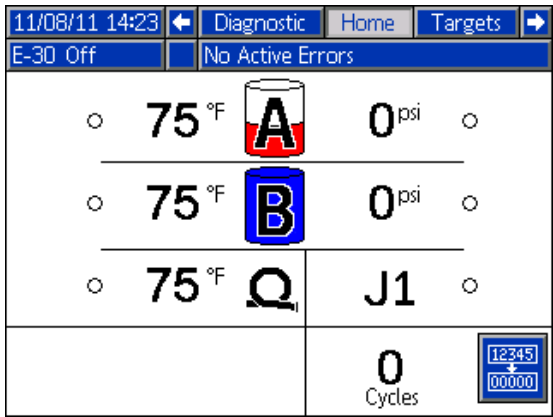 11/08/11 14:23 Diagnostic Home Targets
E-30 Off No Active Errors
75 °F A 0 psi
75 °F B 0 psi
75 °F J1
0
Cycles
12345
00000